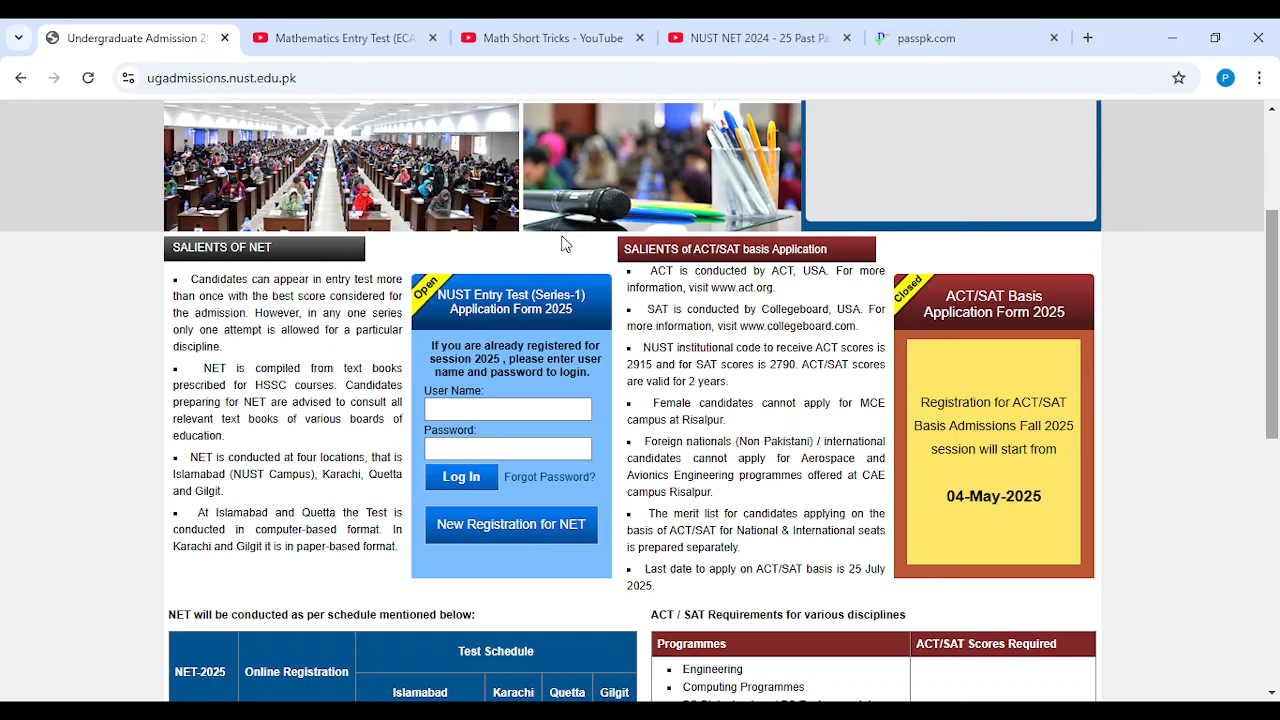 Undergraduate Admission 2
Mathematics Entry Test (ECA
Math Short Tricks - YouTube
NUST NET 2024 - 25 Past Pa
passpk.com
ugadmissions.nust.edu.pk
P
SALIENTS OF NET
Candidates can appear in entry test more
than once with the best score considered for
the admission. However, in any one series
only one attempt is allowed for a particular
discipline.
NET is compiled from text books
prescribed for HSSC courses. Candidates
preparing for NET are advised to consult all
relevant text books of various boards of
education.
NET is conducted at four locations, that is
Islamabad (NUST Campus), Karachi, Quetta
and Gilgit.
At Islamabad and Quetta the Test is
conducted in computer-based format. In
Karachi and Gilgit it is in paper-based format.
Open
NUST Entry Test (Series-1)
Application Form 2025
If you are already registered for
session 2025 , please enter user
name and password to login.
User Name:
Password:
Log In Forgot Password?
New Registration for NET
SALIENTS of ACT/SAT basis Application
ACT is conducted by ACT, USA. For more
information, visit www.act.org.
SAT is conducted by Collegeboard, USA. For
more information, visit www.collegeboard.com.
NUST institutional code to receive ACT scores is
2915 and for SAT scores is 2790. ACT/SAT scores
are valid for 2 years.
Female candidates cannot apply for MCE
campus at Risalpur.
Foreign nationals (Non Pakistani) / international
candidates cannot apply for Aerospace and
Avionics Engineering programmes offered at CAE
campus Risalpur.
The merit list for candidates applying on the
basis of ACT/SAT for National & International seats
is prepared separately.
Last date to apply on ACT/SAT basis is 25 July
2025.
Closed
ACT/SAT Basis
Application Form 2025
Registration for ACT/SAT
Basis Admissions Fall 2025
session will start from
04-May-2025
NET will be conducted as per schedule mentioned below:
NET-2025 Online Registration Test Schedule
Islamabad Karachi Quetta Gilgit
ACT / SAT Requirements for various disciplines
Programmes ACT/SAT Scores Required
Engineering
Computing Programmes